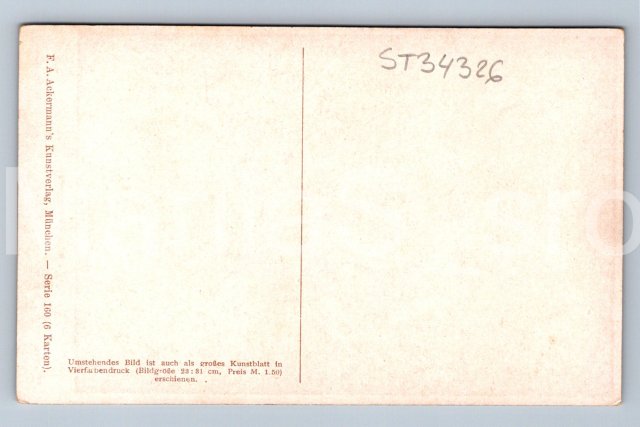 F. A. Ackermann's Kunstverlag, München. — Serie 160 (6 Karten).
ST34326
Umstehendes Bild ist auch als großes Kunstblatt in
Vierfarbendruck (Bildgröße 23:31 cm, Preis M. 1.50)
erschienen.